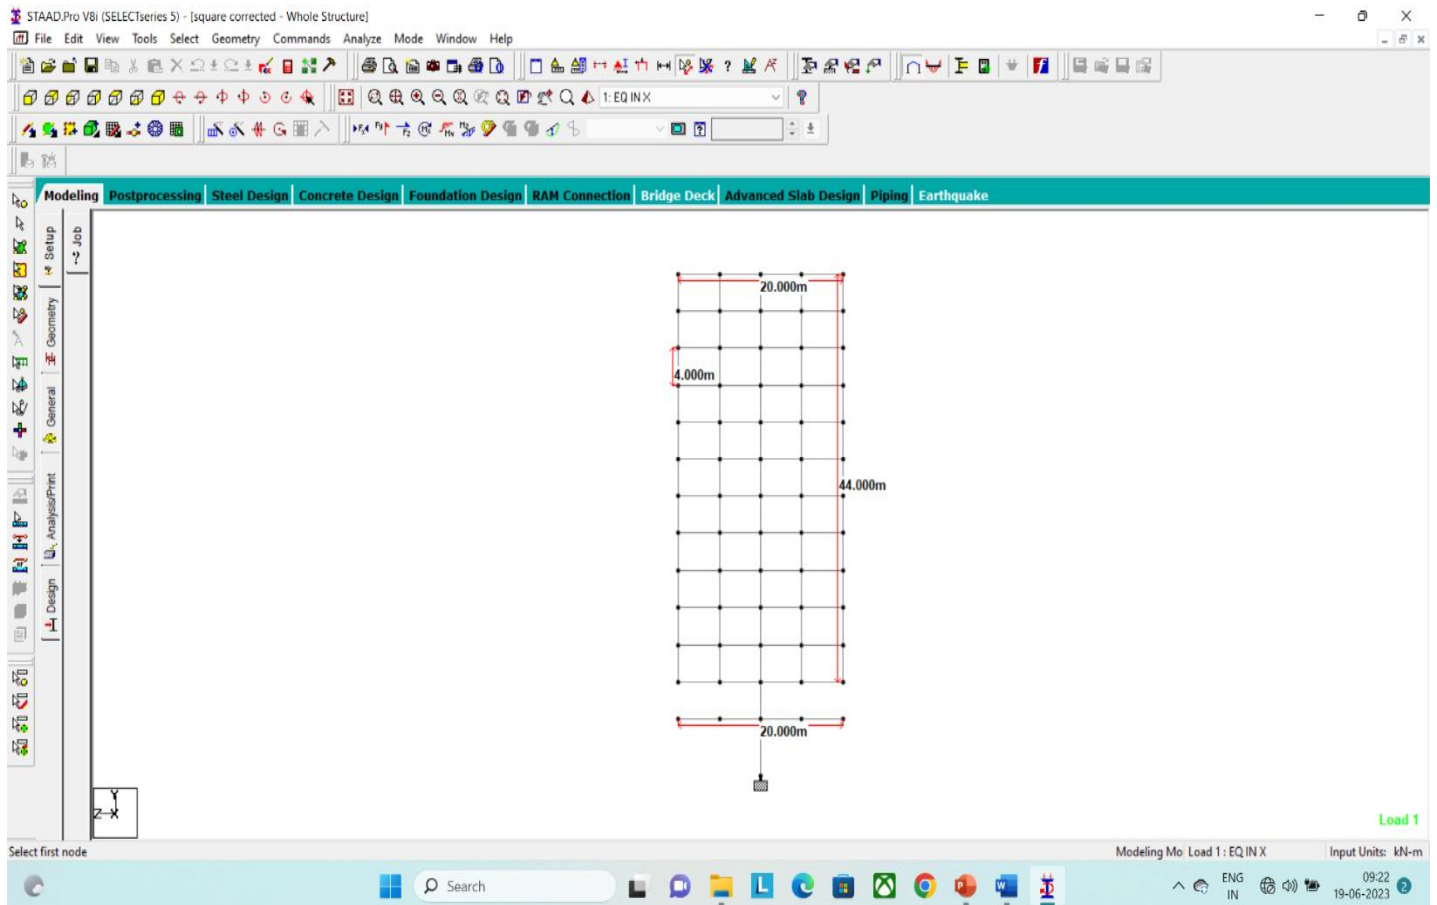 STAAD.Pro V8i (SELECTseries 5) - [square corrected - Whole Structure]
File Edit View Tools Select Geometry Commands Analyze Mode Window Help
1: EQ IN X
Modeling Postprocessing Steel Design Concrete Design Foundation Design RAM Connection Bridge Deck Advanced Slab Design Piping Earthquake
Setup
Geometry
General
Analysis/Print
Design
? Job
20.000m
4.000m
44.000m
20.000m
Y
Z X
Load 1
Select first node
Modeling Mo Load 1 : EQ IN X Input Units: kN-m
Search
ENG
IN
09:22
19-06-2023
2